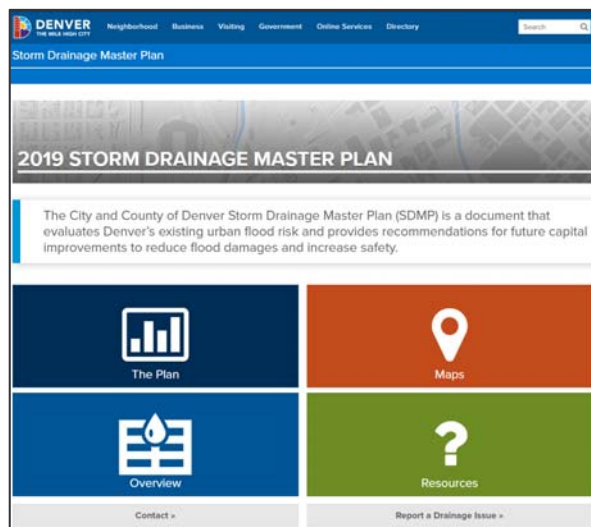 DENVER
THE MILE HIGH CITY
Neighborhood Business Visiting Government Online Services Directory
Search
Storm Drainage Master Plan
2019 STORM DRAINAGE MASTER PLAN
The City and County of Denver Storm Drainage Master Plan (SDMP) is a document that
evaluates Denver's existing urban flood risk and provides recommendations for future capital
improvements to reduce flood damages and increase safety.
The Plan
Maps
Overview
Resources
Contact »
Report a Drainage Issue »